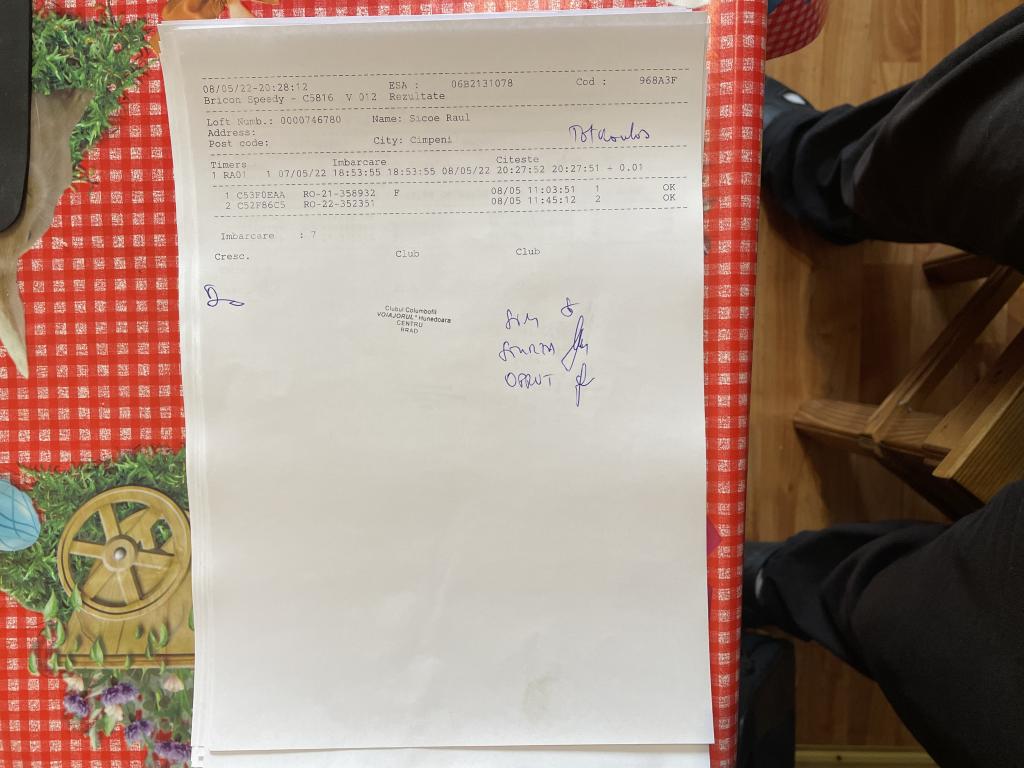 08/05/22-20:28:12 ESA : 06B2131078 Cod : 968A3F
Bricon Speedy - C5816 V 012 Rezultate
Loft Numb.: 0000746780 Name: Sicoe Raul
Address:
Post code: City: Cimpeni
Timers Imbarcare Citeste
1 RA01 1 07/05/22 18:53:55 18:53:55 08/05/22 20:27:52 20:27:51 + 0.01
1 C53F0EAA RO-21-358932 F 08/05 11:03:51 1 OK
2 C52F86C5 RO-22-352351 08/05 11:45:12 2 OK
Imbarcare : 7
Cresc. Club Club
Clubul Columbofil
"VOIAJORUL" Hunedoara
CENTRU
BRAD